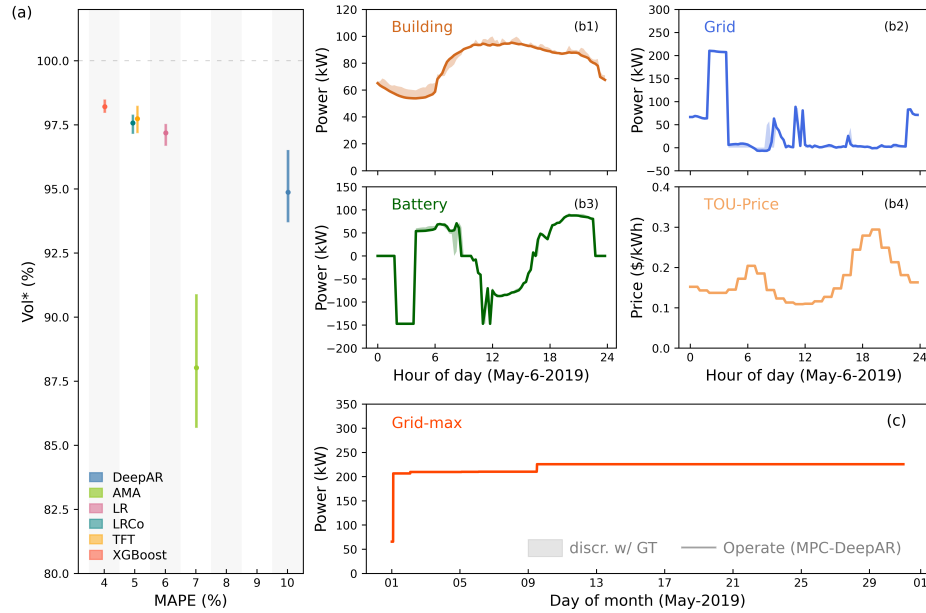 (a)
Vol* (%)
100.0
97.5
95.0
92.5
90.0
87.5
85.0
82.5
80.0
DeepAR
AMA
LR
LRCo
TFT
XGBoost
4 5 6 7 8 9 10
MAPE (%)
Building
(b1)
Power (kW)
120
100
80
60
40
20
0
Grid
(b2)
Power (kW)
300
250
200
150
100
50
0
−50
Battery
(b3)
Power (kW)
150
100
50
0
−50
−100
−150
−200
0 6 12 18 24
Hour of day (May-6-2019)
TOU-Price
(b4)
Price ($/kWh)
0.4
0.3
0.2
0.1
0.0
0 6 12 18 24
Hour of day (May-6-2019)
Grid-max
(c)
Power (kW)
350
300
250
200
150
100
50
0
discr. w/ GT
Operate (MPC-DeepAR)
01 05 09 13 17 21 25 29 01
Day of month (May-2019)